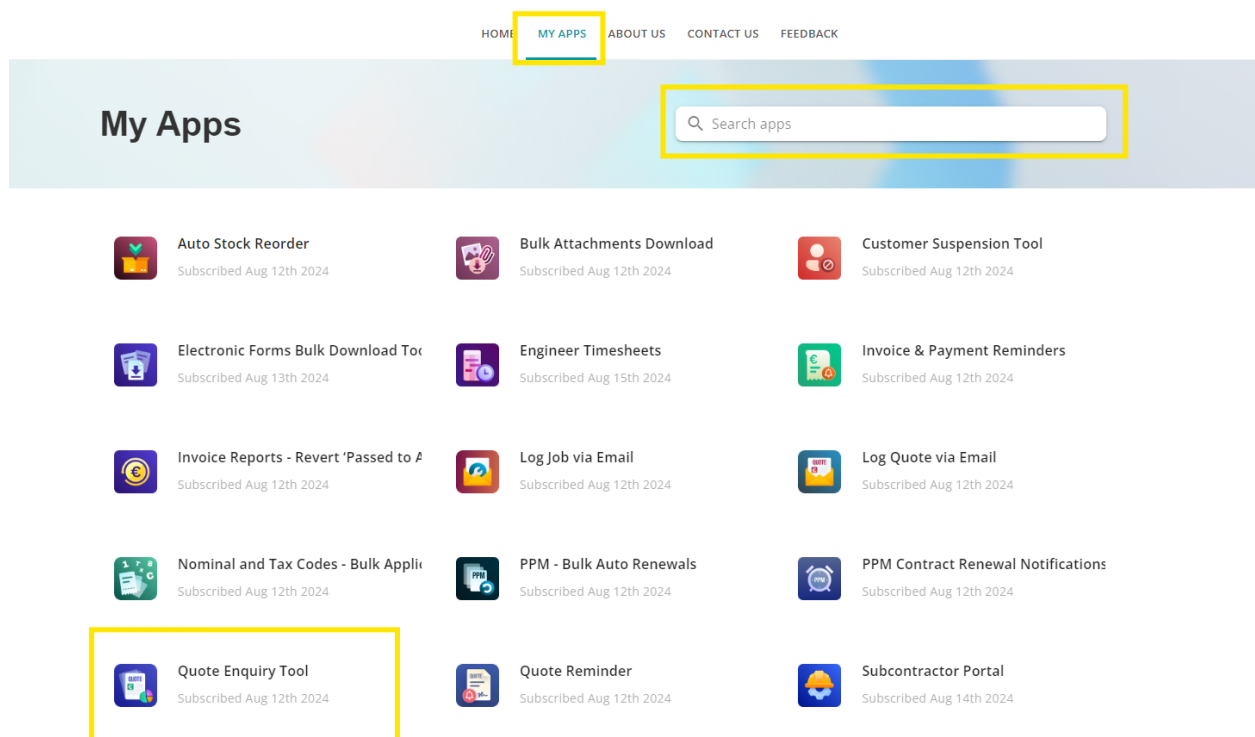 HOME MY APPS ABOUT US CONTACT US FEEDBACK
My Apps
Search apps
Auto Stock Reorder
Subscribed Aug 12th 2024
Bulk Attachments Download
Subscribed Aug 12th 2024
Customer Suspension Tool
Subscribed Aug 12th 2024
Electronic Forms Bulk Download Too
Subscribed Aug 13th 2024
Engineer Timesheets
Subscribed Aug 15th 2024
Invoice & Payment Reminders
Subscribed Aug 12th 2024
Invoice Reports - Revert ‘Passed to A
Subscribed Aug 12th 2024
Log Job via Email
Subscribed Aug 12th 2024
QUOTE
Log Quote via Email
Subscribed Aug 12th 2024
Nominal and Tax Codes - Bulk Applic
Subscribed Aug 12th 2024
PPM
PPM - Bulk Auto Renewals
Subscribed Aug 12th 2024
PPM
PPM Contract Renewal Notifications
Subscribed Aug 12th 2024
QUOTE
Quote Enquiry Tool
Subscribed Aug 12th 2024
QUOTE
Quote Reminder
Subscribed Aug 12th 2024
Subcontractor Portal
Subscribed Aug 14th 2024